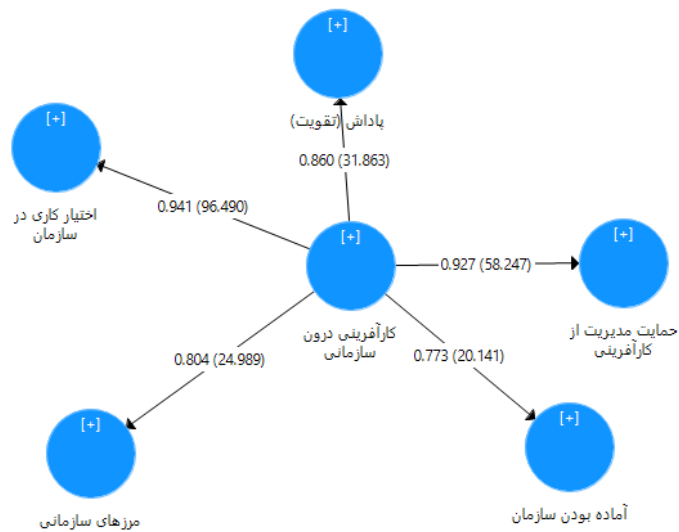 [+]
پاداش (تقویت)
0.860 (31.863)
[+]
اختیار کاری در
سازمان
0.941 (96.490)
[+]
کارآفرینی درون
سازمانی
0.927 (58.247)
[+]
حمایت مدیریت از
کارآفرینی
0.804 (24.989)
0.773 (20.141)
[+]
مرزهای سازمانی
[+]
آماده بودن سازمان